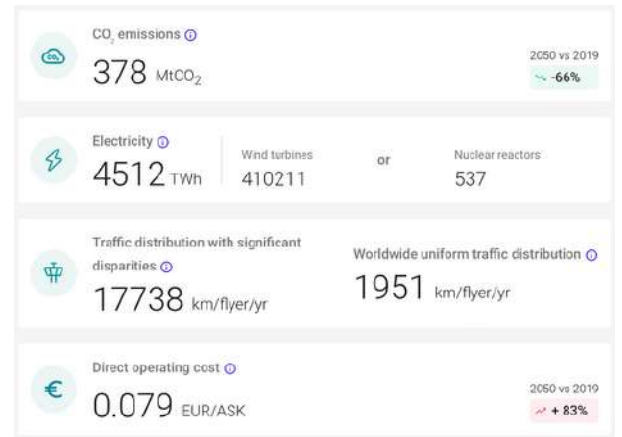 CO₂ emissions
378 MtCO₂
2050 vs 2019
-66%
Electricity
4512 TWh
Wind turbines
410211
or
Nuclear reactors
537
Traffic distribution with significant
disparities
17738 km/flyer/yr
Worldwide uniform traffic distribution
1951 km/flyer/yr
Direct operating cost
0.079 EUR/ASK
2050 vs 2019
+ 83%